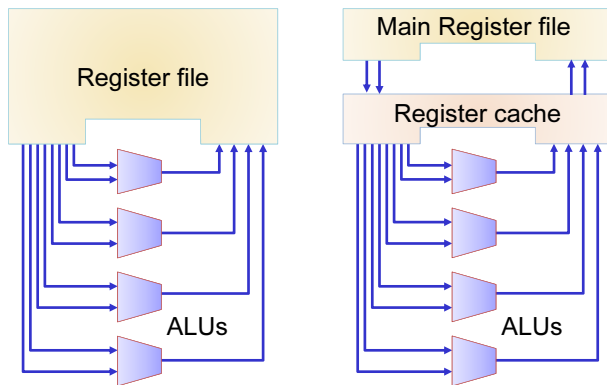 Register file
ALUs
Main Register file
Register cache
ALUs